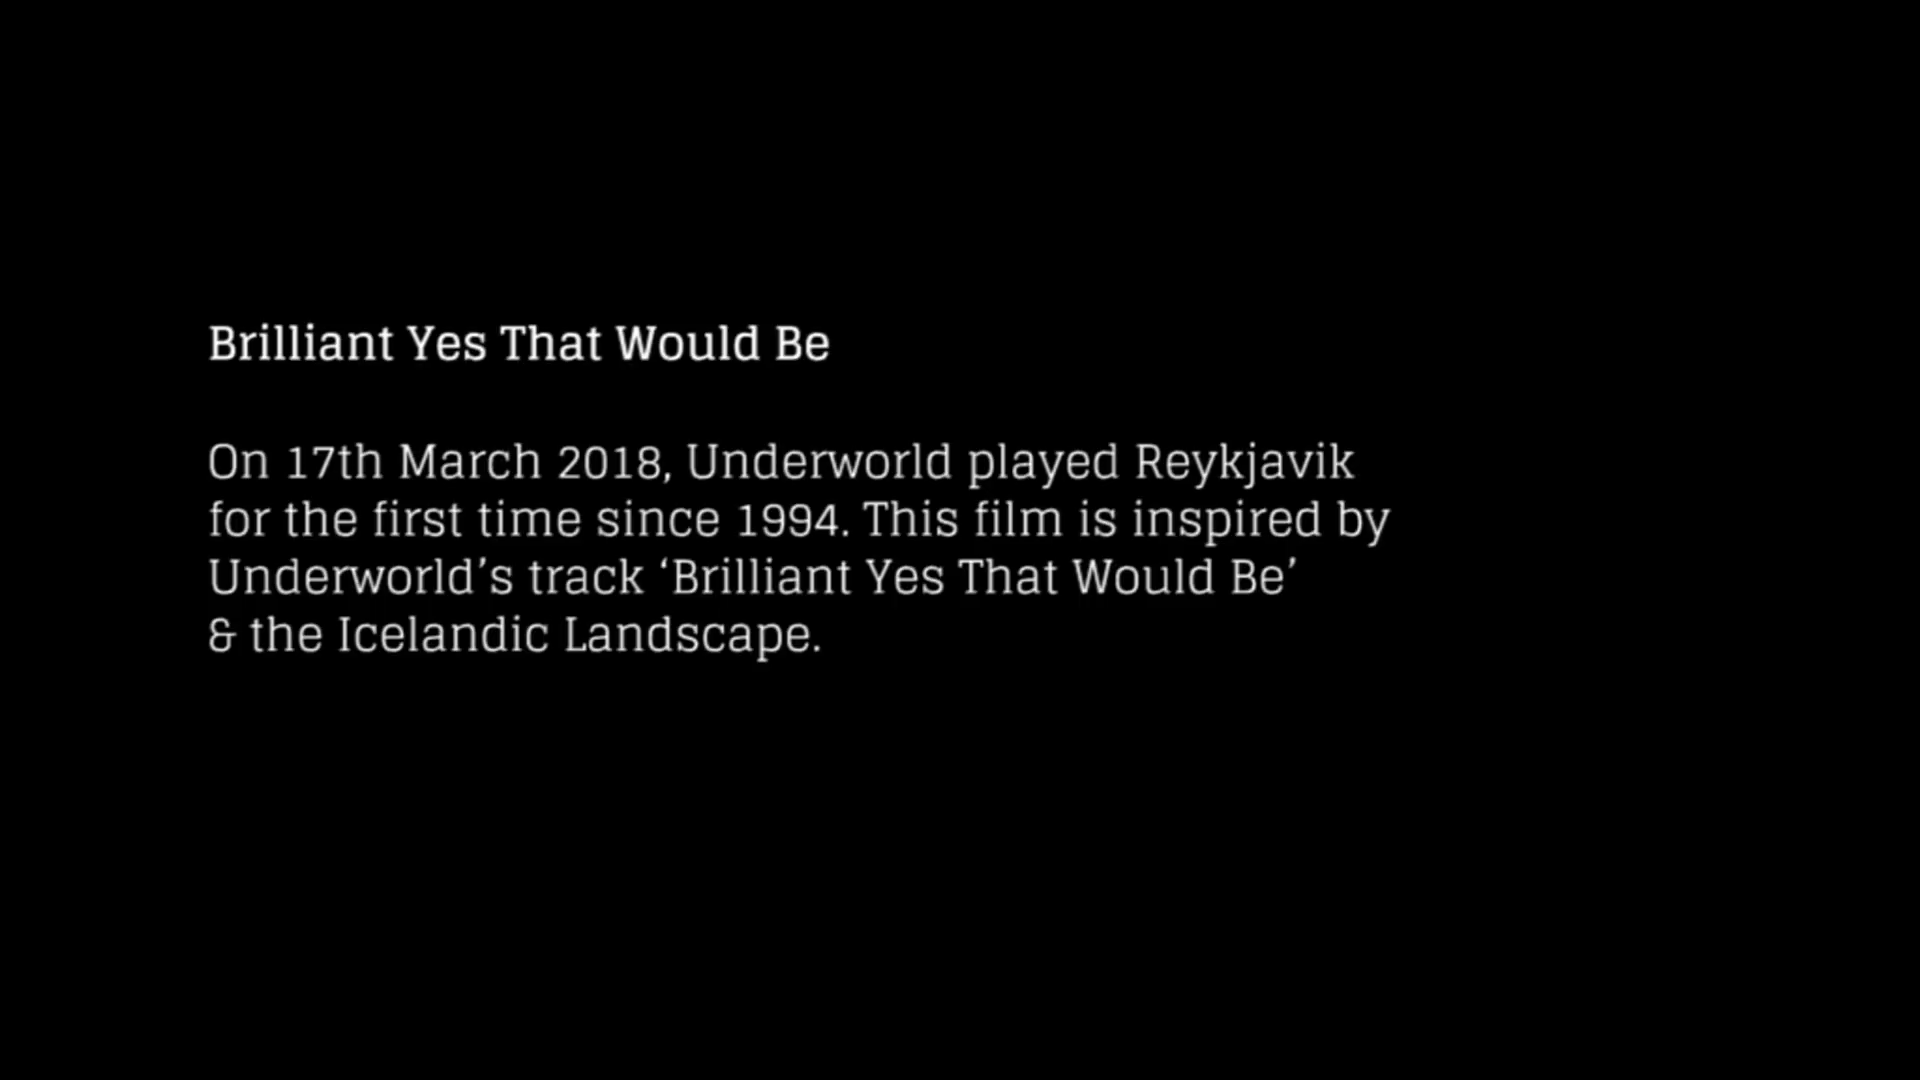 Brilliant Yes That Would Be
On 17th March 2018, Underworld played Reykjavik
for the first time since 1994. This film is inspired by
Underworld’s track ‘Brilliant Yes That Would Be’
& the Icelandic Landscape.